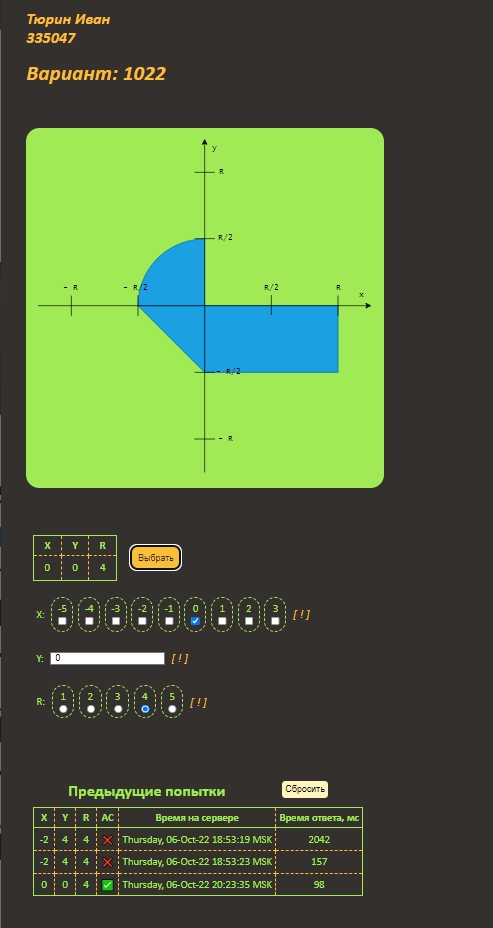 Тюрин Иван
335047
Вариант: 1022
y
R
R/2
- R
- R/2
R/2
R
x
- R/2
- R
X Y R
0 0 4
Выбрать
X: -5 -4 -3 -2 -1 0 1 2 3 [ ! ]
Y: 0 [ ! ]
R: 1 2 3 4 5 [ ! ]
Предыдущие попытки
Сбросить
X Y R AC Время на сервере Время ответа, мс
-2 4 4 Thursday, 06-Oct-22 18:53:19 MSK 2042
-2 4 4 Thursday, 06-Oct-22 18:53:23 MSK 157
0 0 4 Thursday, 06-Oct-22 20:23:35 MSK 98